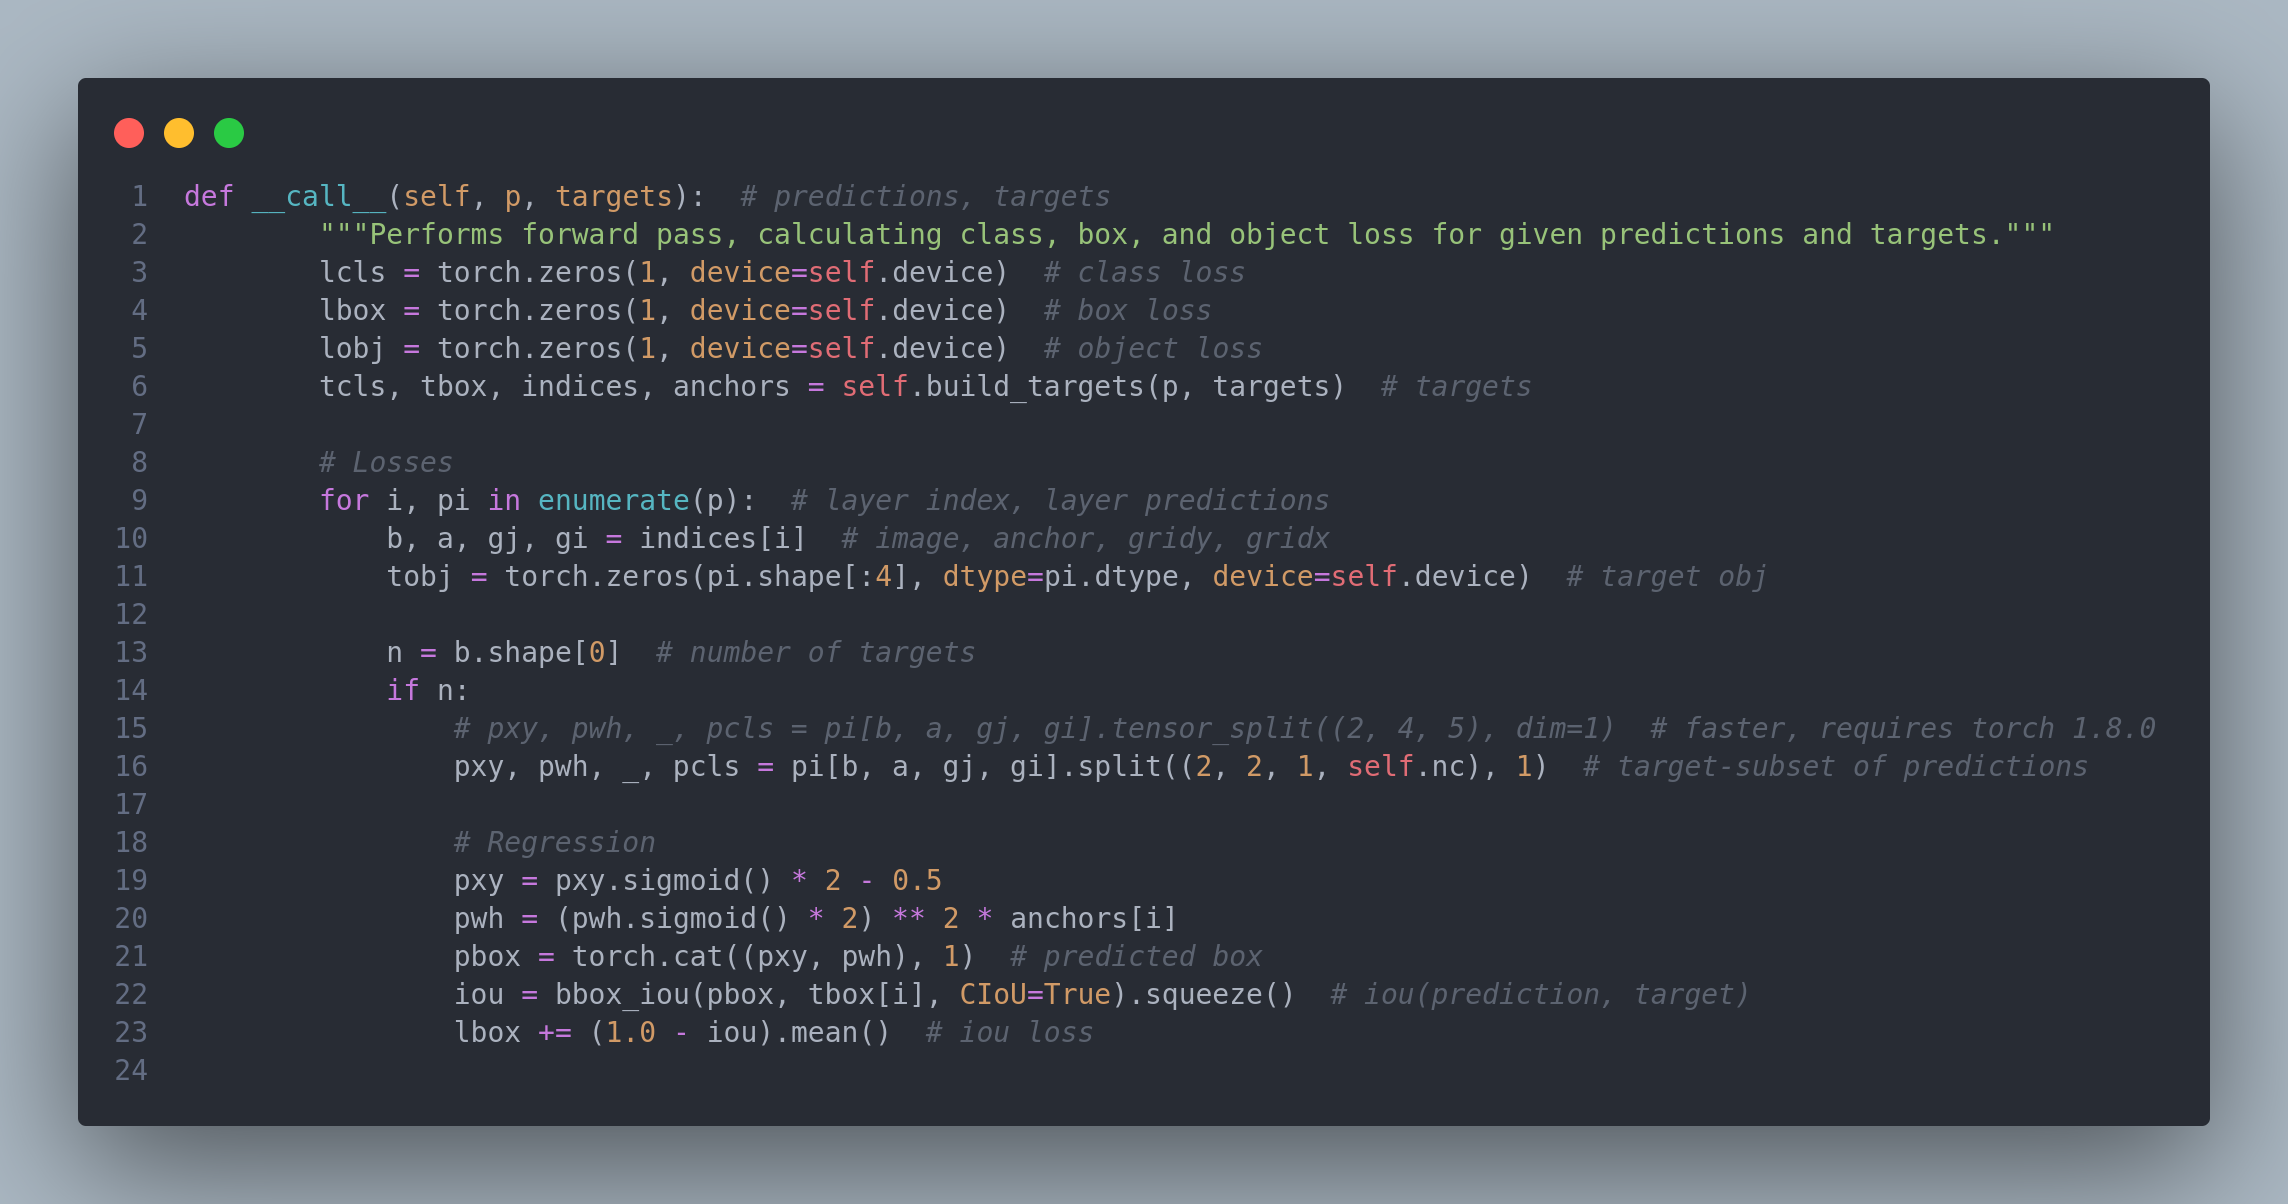 1 def __call__(self, p, targets):  # predictions, targets
2         """Performs forward pass, calculating class, box, and object loss for given predictions and targets."""
3         lcls = torch.zeros(1, device=self.device)  # class loss
4         lbox = torch.zeros(1, device=self.device)  # box loss
5         lobj = torch.zeros(1, device=self.device)  # object loss
6         tcls, tbox, indices, anchors = self.build_targets(p, targets)  # targets
7
8         # Losses
9         for i, pi in enumerate(p):  # layer index, layer predictions
10             b, a, gj, gi = indices[i]  # image, anchor, gridy, gridx
11             tobj = torch.zeros(pi.shape[:4], dtype=pi.dtype, device=self.device)  # target obj
12
13             n = b.shape[0]  # number of targets
14             if n:
15                 # pxy, pwh, _, pcls = pi[b, a, gj, gi].tensor_split((2, 4, 5), dim=1)  # faster, requires torch 1.8.0
16                 pxy, pwh, _, pcls = pi[b, a, gj, gi].split((2, 2, 1, self.nc), 1)  # target-subset of predictions
17
18                 # Regression
19                 pxy = pxy.sigmoid() * 2 - 0.5
20                 pwh = (pwh.sigmoid() * 2) ** 2 * anchors[i]
21                 pbox = torch.cat((pxy, pwh), 1)  # predicted box
22                 iou = bbox_iou(pbox, tbox[i], CIoU=True).squeeze()  # iou(prediction, target)
23                 lbox += (1.0 - iou).mean()  # iou loss
24